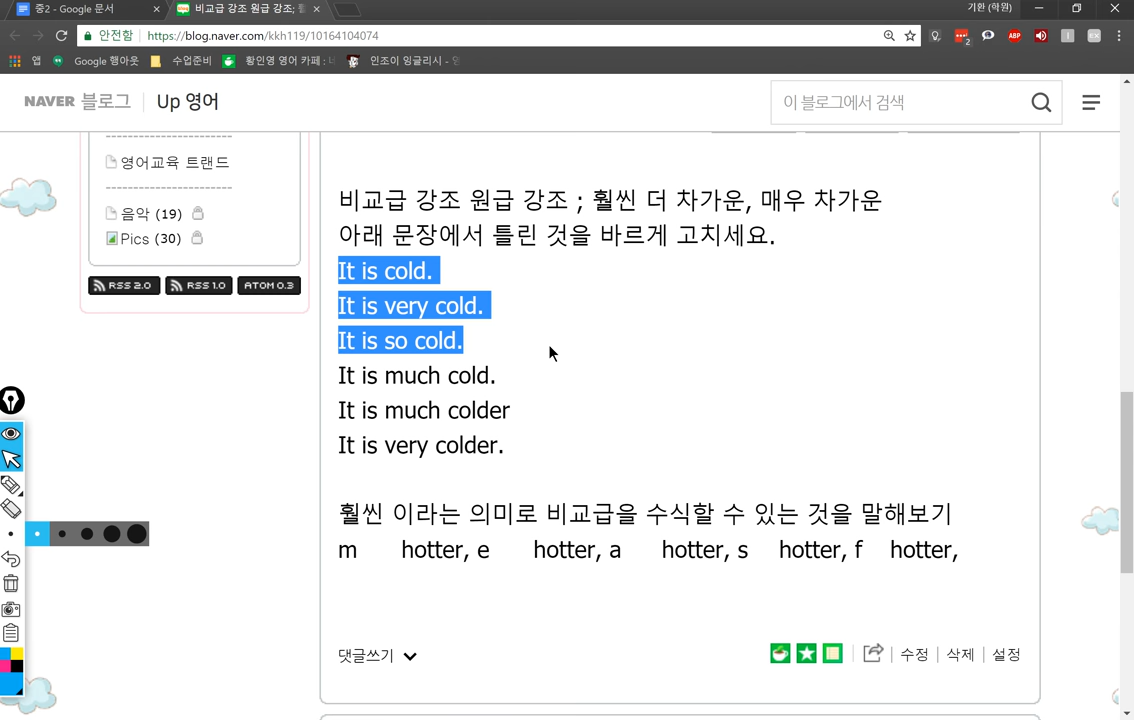 중2 - Google 문서
비교급 강조 원급 강조;
기환 (학원)
안전함 https://blog.naver.com/kkh119/10164104074
앱 Google 행아웃 수업준비 황인영 영어 카페 : 인조이 잉글리시 -
NAVER 블로그 Up 영어
이 블로그에서 검색
영어교육 트랜드
음악 (19)
Pics (30)
RSS 2.0 RSS 1.0 ATOM 0.3
비교급 강조 원급 강조 ; 훨씬 더 차가운, 매우 차가운
아래 문장에서 틀린 것을 바르게 고치세요.
It is cold.
It is very cold.
It is so cold.
It is much cold.
It is much colder
It is very colder.
훨씬 이라는 의미로 비교급을 수식할 수 있는 것을 말해보기
m hotter, e hotter, a hotter, s hotter, f hotter,
댓글쓰기
수정 삭제 설정